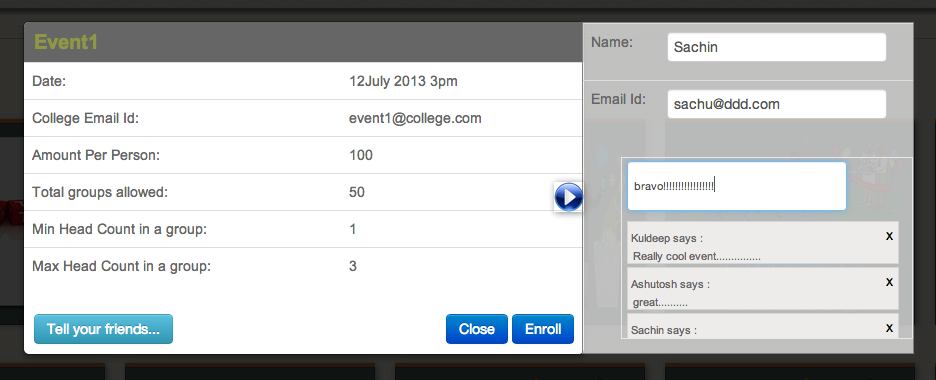 Event1
Date: 12July 2013 3pm
College Email Id: event1@college.com
Amount Per Person: 100
Total groups allowed: 50
Min Head Count in a group: 1
Max Head Count in a group: 3
Tell your friends... Close Enroll
Name: Sachin
Email Id: sachu@ddd.com
bravo!!!!!!!!!!!!!!!!!
Kuldeep says : x
Really cool event...............
Ashutosh says : x
great..........
Sachin says : x